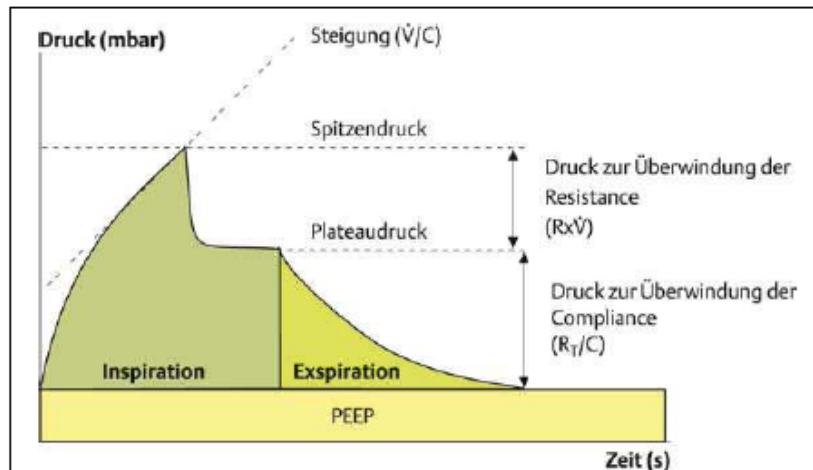 Druck (mbar)
Steigung (V̇/C)
Spitzendruck
Druck zur Überwindung der
Resistance
(RxV̇)
Plateaudruck
Druck zur Überwindung der
Compliance
(R_T/C)
Inspiration
Exspiration
PEEP
Zeit (s)